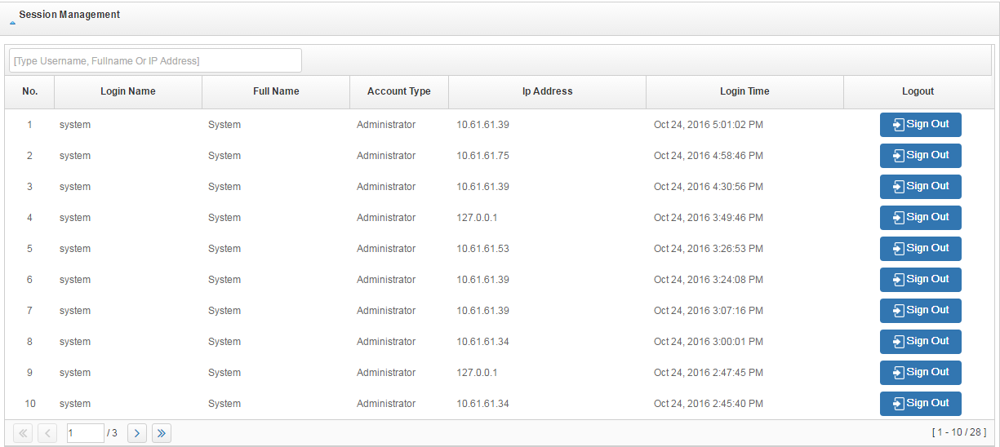 Session Management
[Type Username, Fullname Or IP Address]
No. Login Name Full Name Account Type Ip Address Login Time Logout
1 system System Administrator 10.61.61.39 Oct 24, 2016 5:01:02 PM Sign Out
2 system System Administrator 10.61.61.75 Oct 24, 2016 4:58:46 PM Sign Out
3 system System Administrator 10.61.61.39 Oct 24, 2016 4:30:56 PM Sign Out
4 system System Administrator 127.0.0.1 Oct 24, 2016 3:49:46 PM Sign Out
5 system System Administrator 10.61.61.53 Oct 24, 2016 3:26:53 PM Sign Out
6 system System Administrator 10.61.61.39 Oct 24, 2016 3:24:08 PM Sign Out
7 system System Administrator 10.61.61.39 Oct 24, 2016 3:07:16 PM Sign Out
8 system System Administrator 10.61.61.34 Oct 24, 2016 3:00:01 PM Sign Out
9 system System Administrator 127.0.0.1 Oct 24, 2016 2:47:45 PM Sign Out
10 system System Administrator 10.61.61.34 Oct 24, 2016 2:45:40 PM Sign Out
1 / 3 [ 1 - 10 / 28 ]